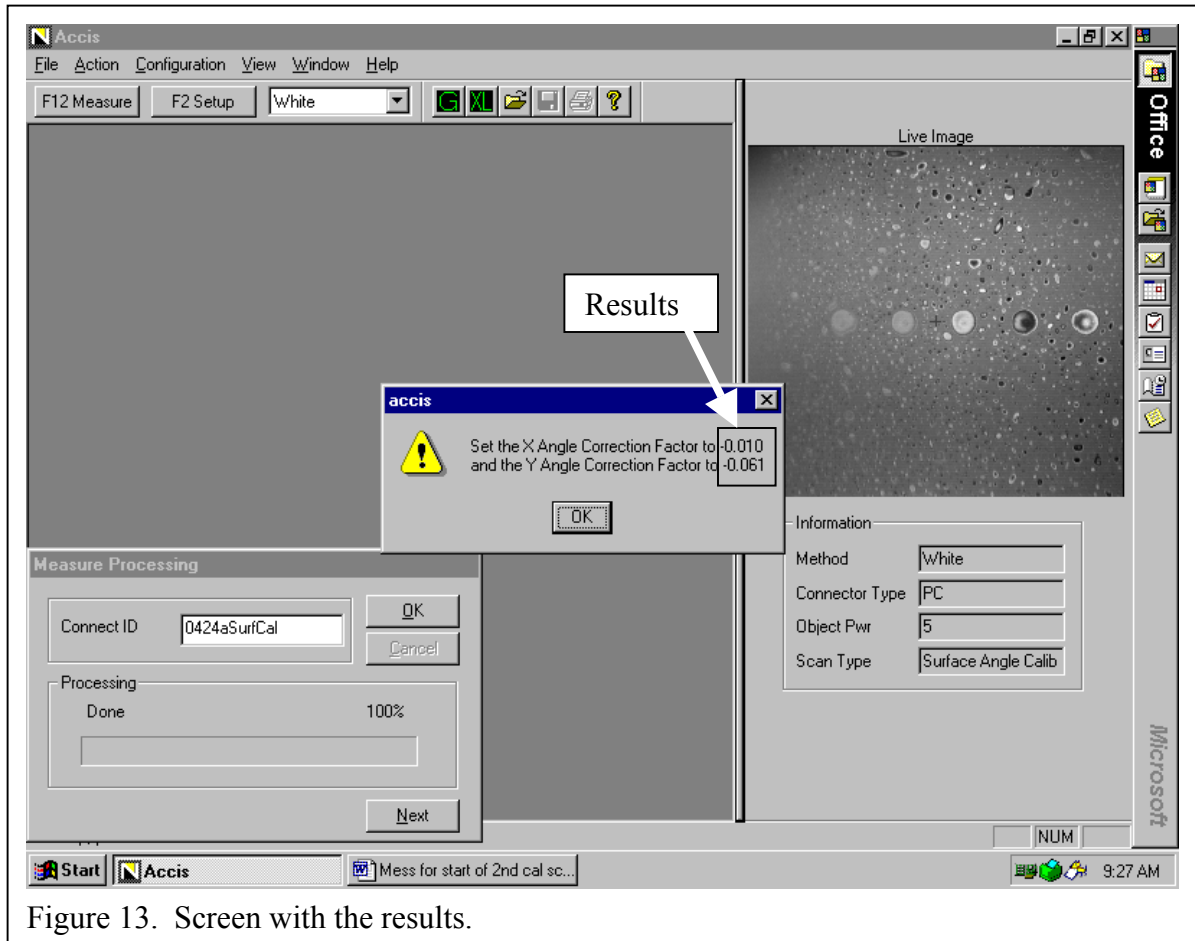 Accis
File Action Configuration View Window Help
F12 Measure F2 Setup White G XL ?
Office
Live Image
Results
accis
Set the X Angle Correction Factor to -0.010
and the Y Angle Correction Factor to -0.061
OK
Information
Method White
Connector Type PC
Object Pwr 5
Scan Type Surface Angle Calib
Measure Processing
Connect ID 0424aSurfCal
OK
Cancel
Processing
Done 100%
Next
Microsoft
NUM
Start Accis Mess for start of 2nd cal sc... 9:27 AM
Figure 13. Screen with the results.